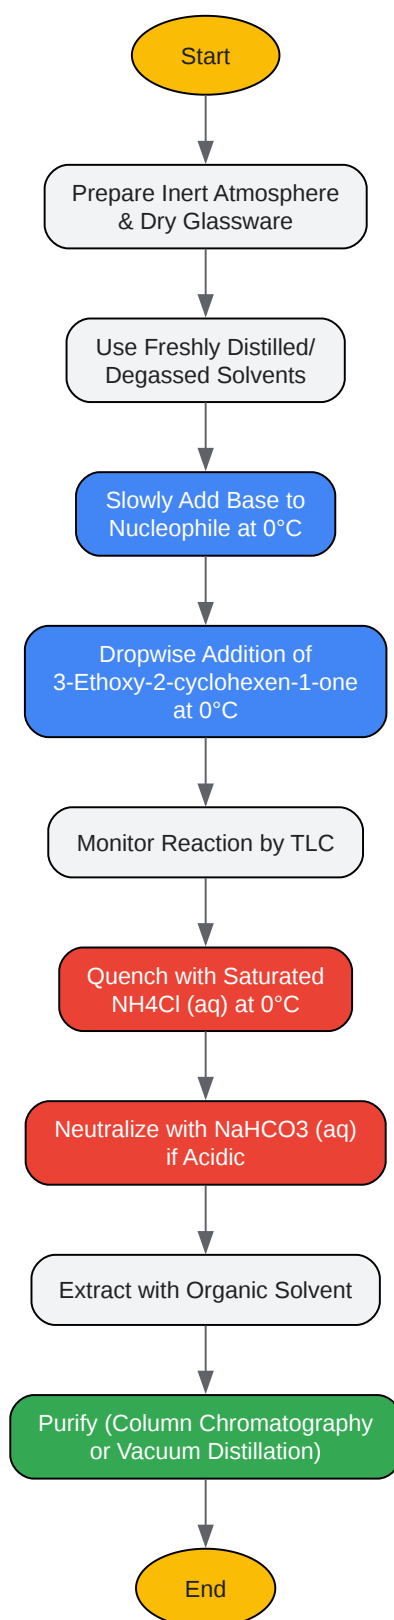 Start
Prepare Inert Atmosphere
& Dry Glassware
Use Freshly Distilled/
Degassed Solvents
Slowly Add Base to
Nucleophile at 0°C
Dropwise Addition of
3-Ethoxy-2-cyclohexen-1-one
at 0°C
Monitor Reaction by TLC
Quench with Saturated
NH4Cl (aq) at 0°C
Neutralize with NaHCO3 (aq)
if Acidic
Extract with Organic Solvent
Purify (Column Chromatography
or Vacuum Distillation)
End